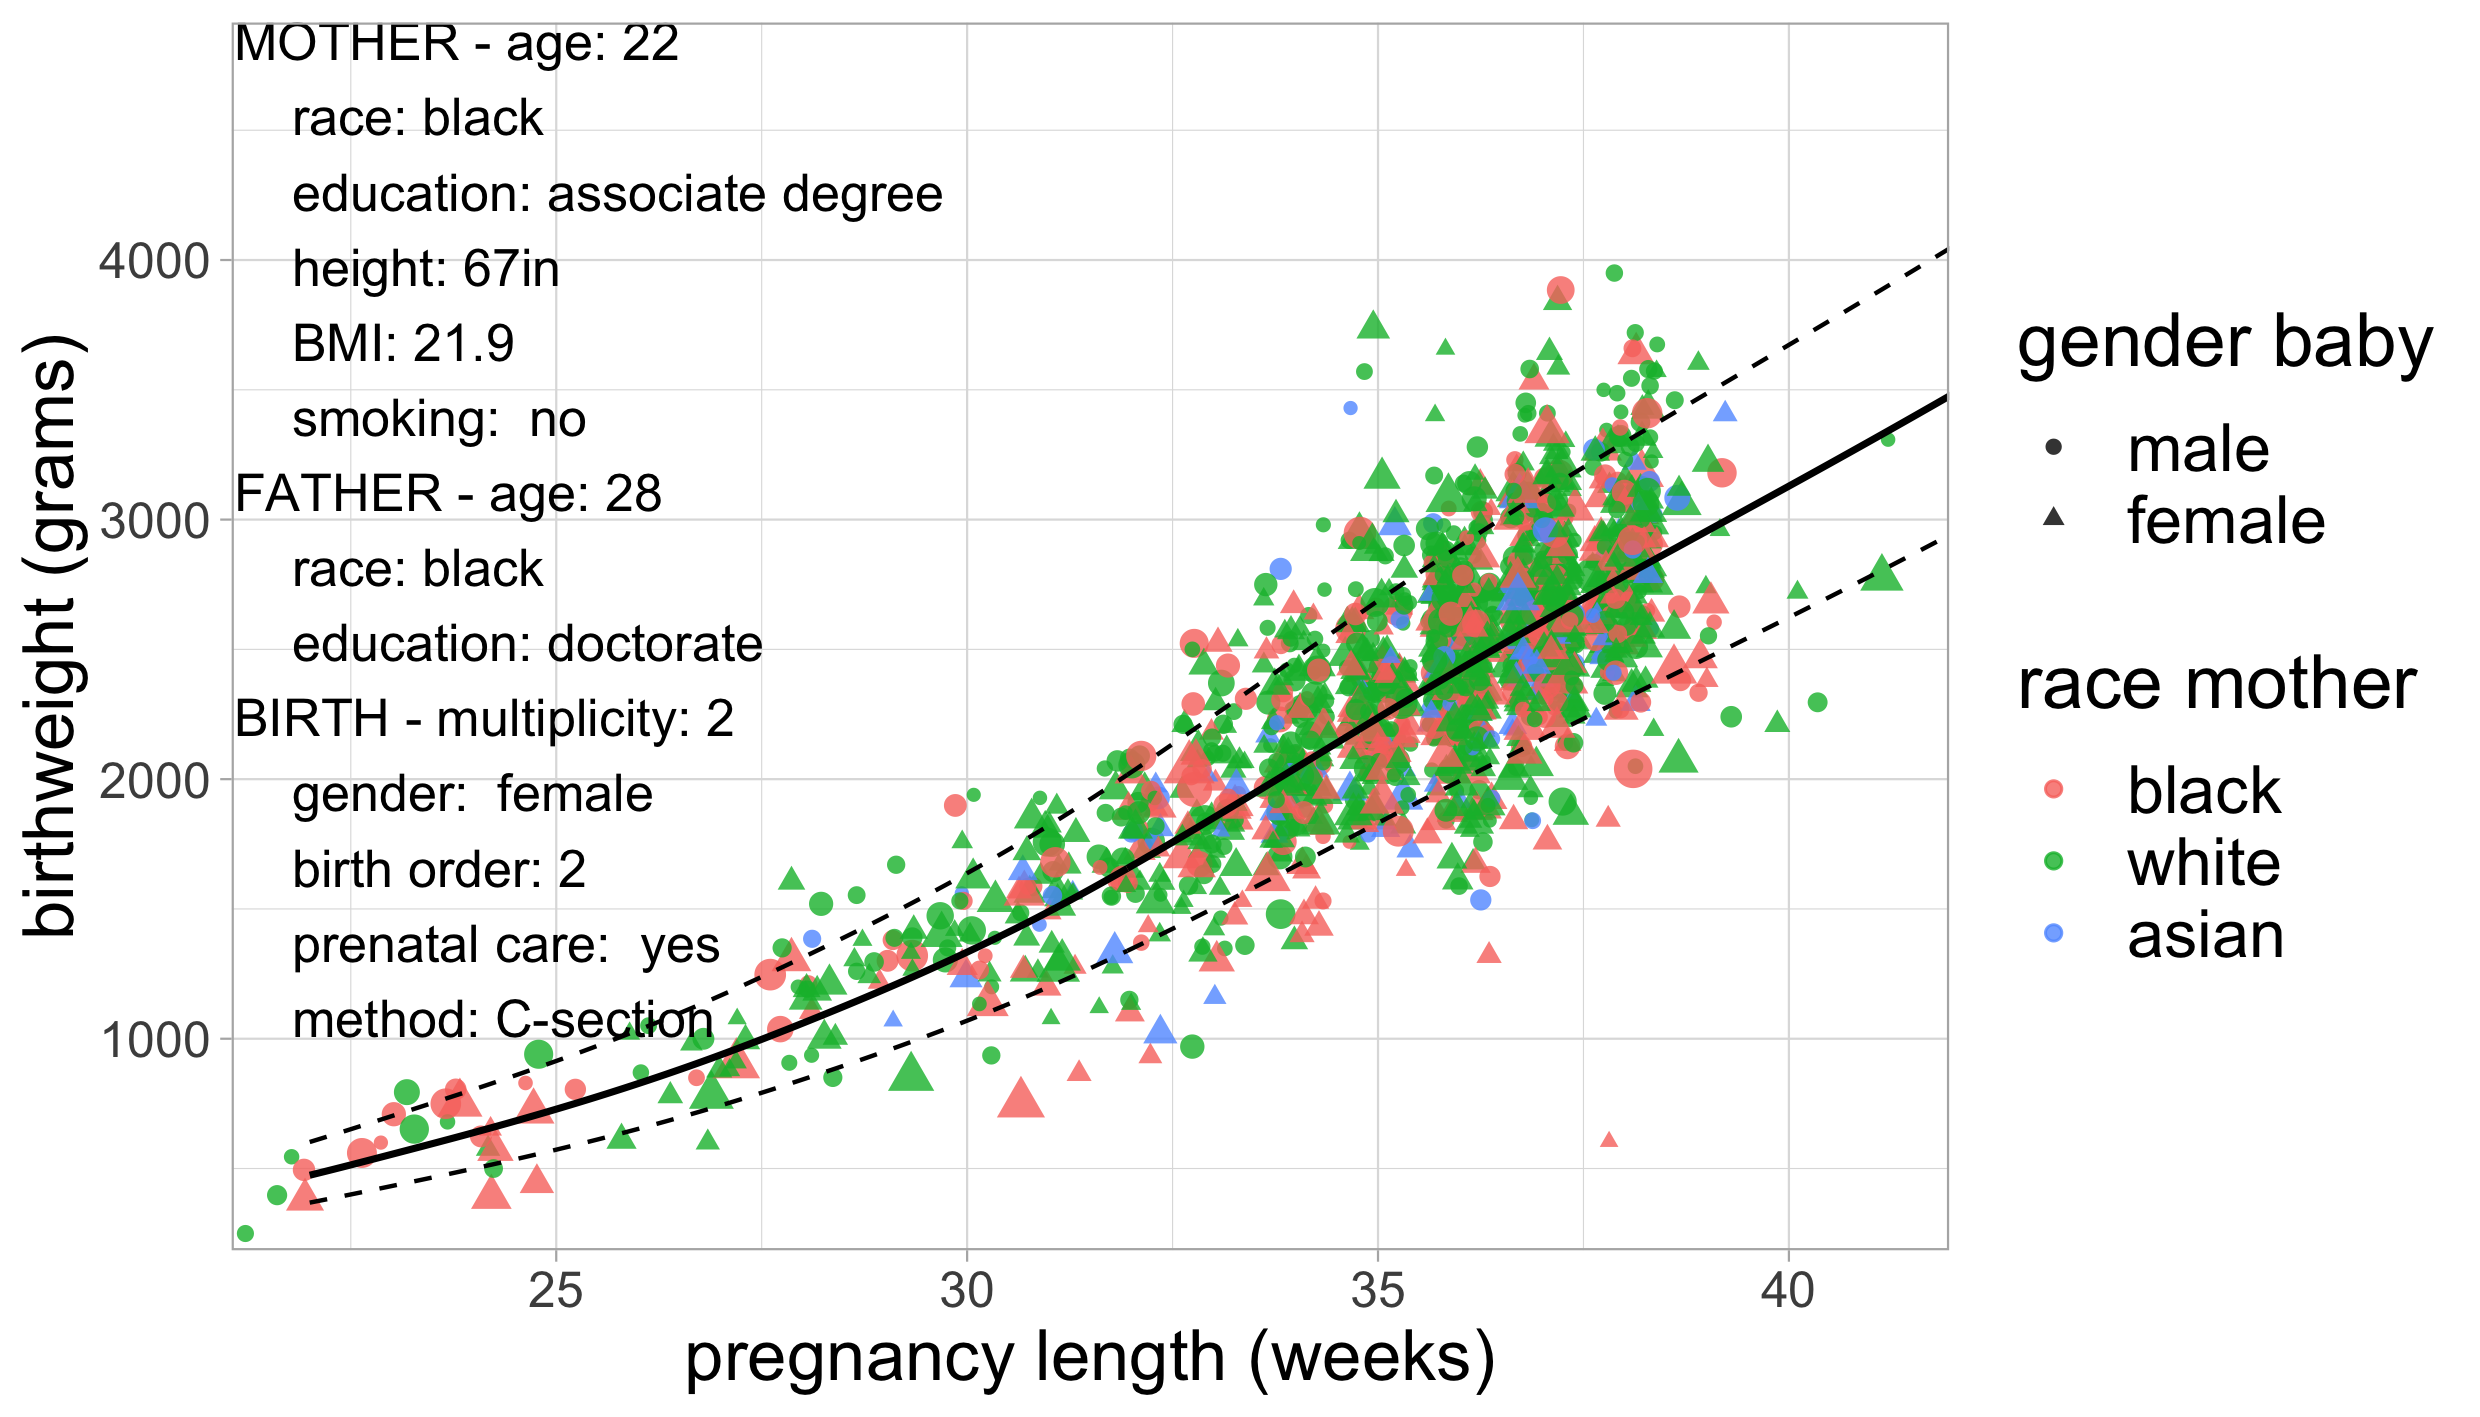 MOTHER - age: 22
race: black
education: associate degree
height: 67in
BMI: 21.9
smoking:  no
FATHER - age: 28
race: black
education: doctorate
BIRTH - multiplicity: 2
gender:  female
birth order: 2
prenatal care:  yes
method: C-section
4000
3000
2000
1000
birthweight (grams)
25 30 35 40
pregnancy length (weeks)
gender baby
male
female
race mother
black
white
asian